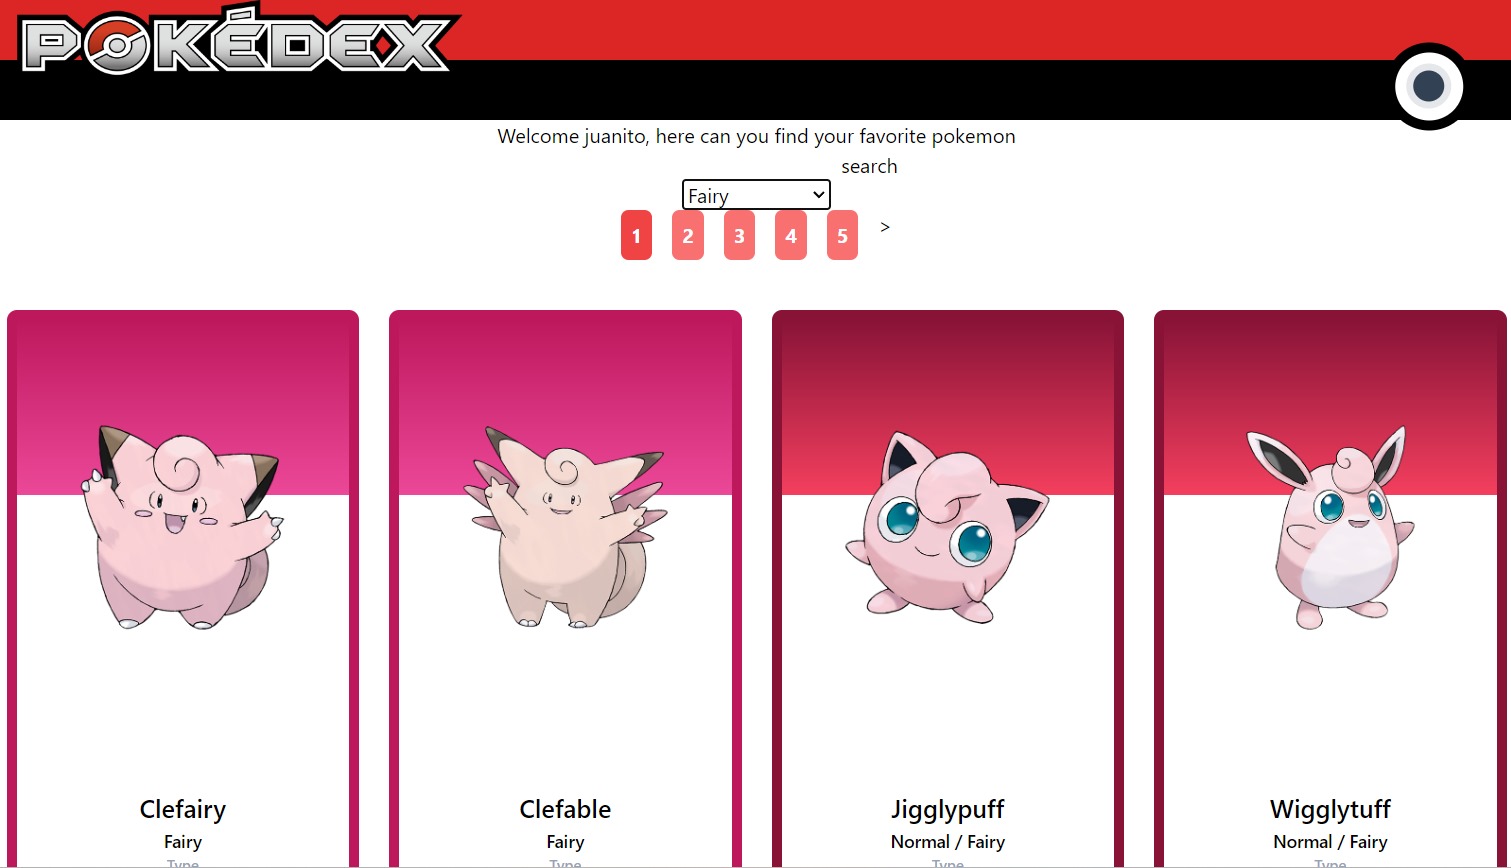 POKÉDEX
Welcome juanito, here can you find your favorite pokemon
search
Fairy
1 2 3 4 5 >
Clefairy Clefable Jigglypuff Wigglytuff
Fairy Fairy Normal / Fairy Normal / Fairy
Type Type Type Type